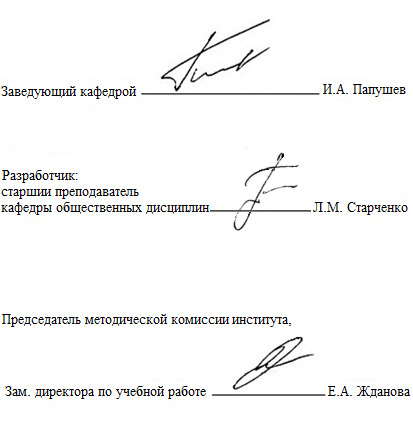 Заведующий кафедрой И.А. Папушев
Разработчик:
старшии преподаватель
кафедры общественных дисциплин Л.М. Старченко
Председатель методической комиссии института,
Зам. директора по учебной работе Е.А. Жданова